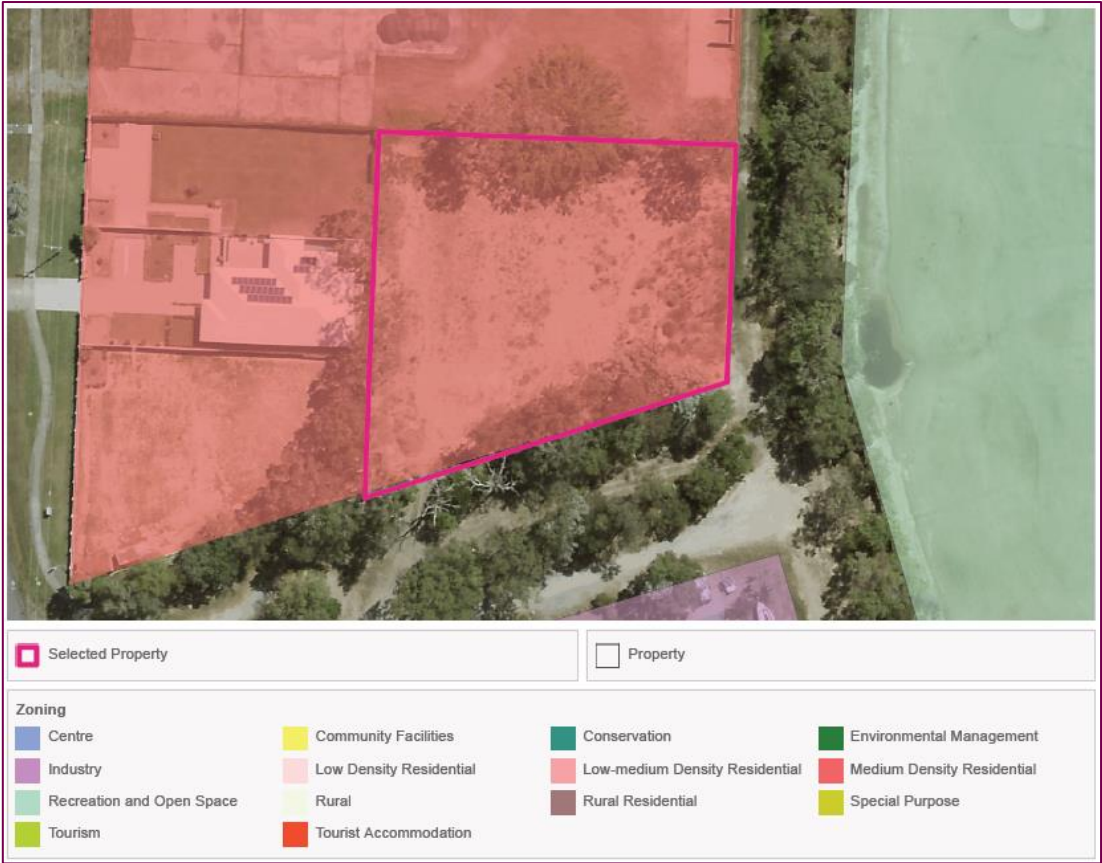 Selected Property
Property
Zoning
Centre
Community Facilities
Conservation
Environmental Management
Industry
Low Density Residential
Low-medium Density Residential
Medium Density Residential
Recreation and Open Space
Rural
Rural Residential
Special Purpose
Tourism
Tourist Accommodation